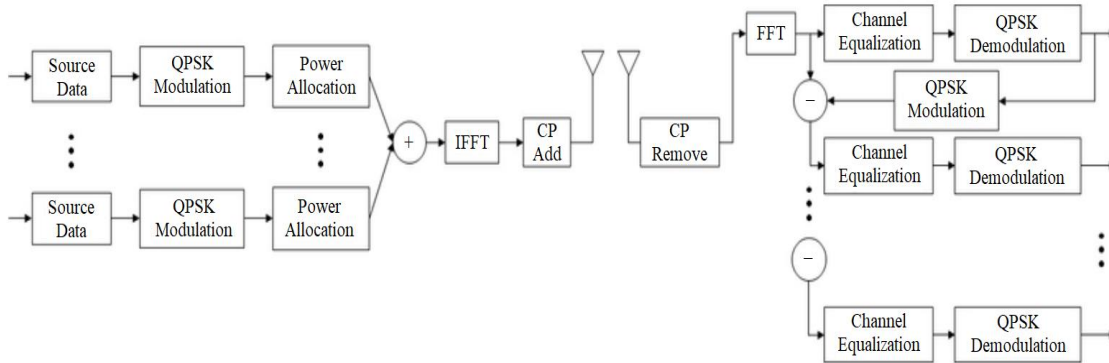 Source
Data
QPSK
Modulation
Power
Allocation
Source
Data
QPSK
Modulation
Power
Allocation
+
IFFT
CP
Add
CP
Remove
FFT
Channel
Equalization
QPSK
Demodulation
−
QPSK
Modulation
Channel
Equalization
QPSK
Demodulation
−
Channel
Equalization
QPSK
Demodulation